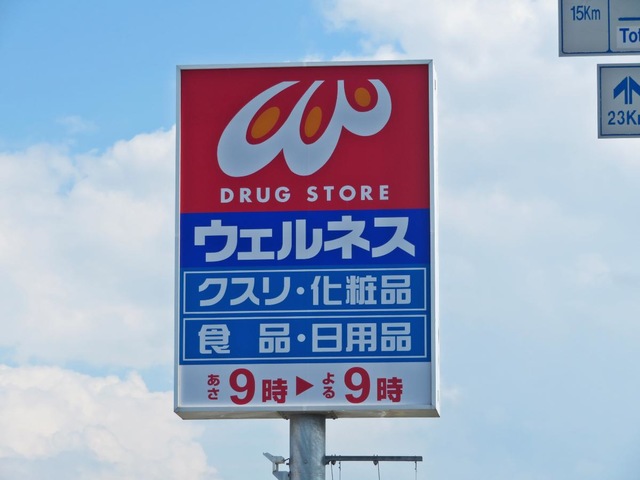 15Km
23K
DRUG STORE
ウェルネス
クスリ・化粧品
食品・日用品
あさ9時▶よる9時